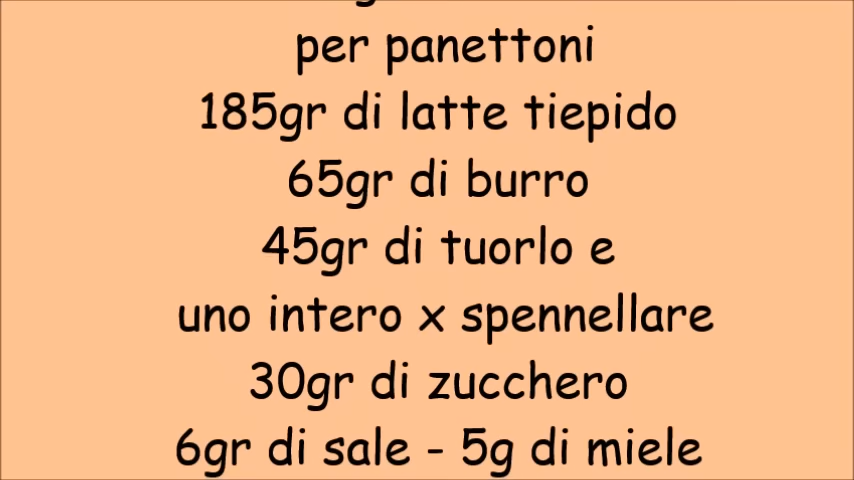 per panettoni
185gr di latte tiepido
65gr di burro
45gr di tuorlo e
uno intero x spennellare
30gr di zucchero
6gr di sale - 5g di miele